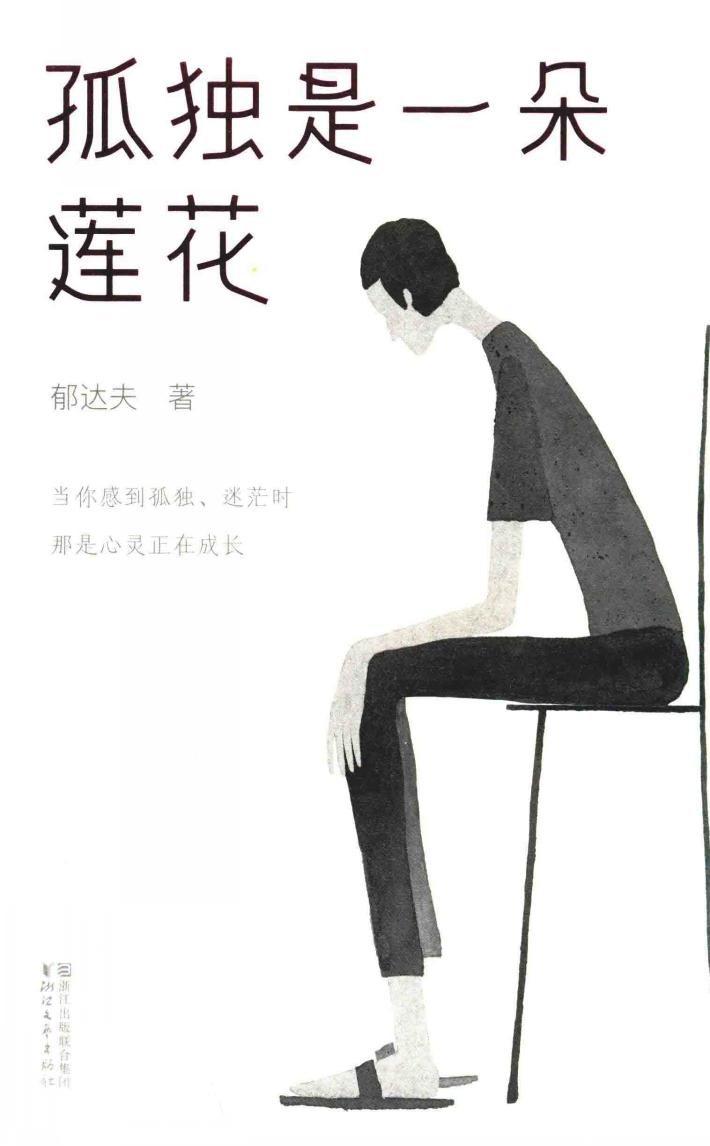 孤独是一朵
莲花
郁达夫 著
当你感到孤独、迷茫时
那是心灵正在成长
浙江文艺出版社
浙江出版联合集团